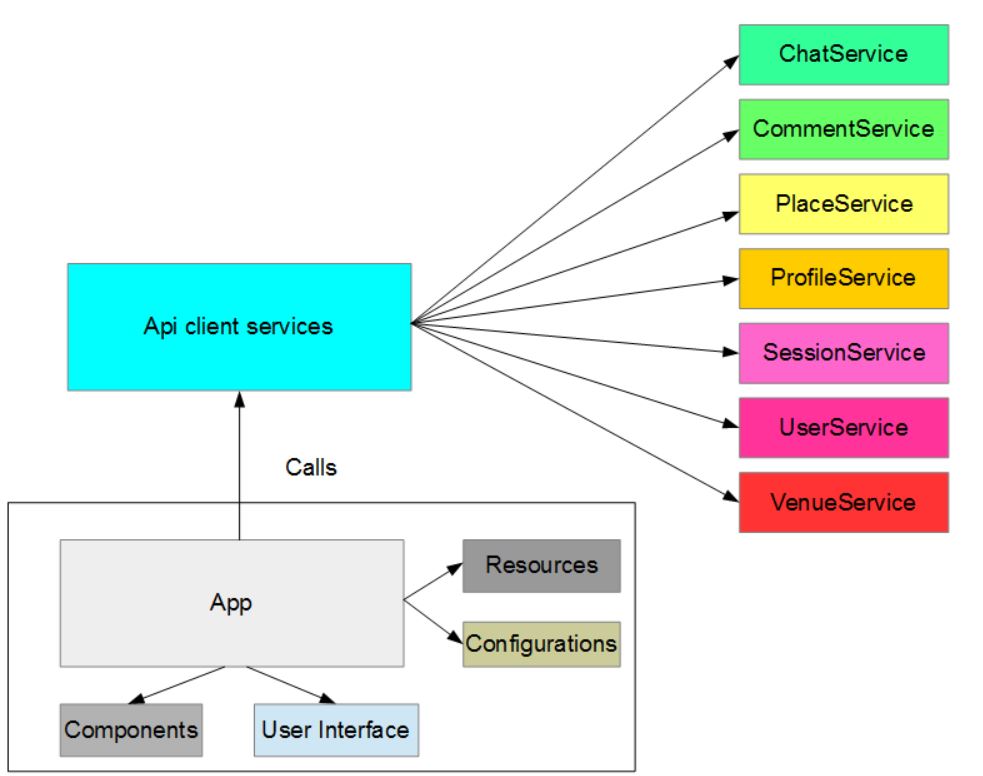 ChatService
CommentService
PlaceService
ProfileService
Api client services
SessionService
UserService
Calls
VenueService
Resources
App
Configurations
Components
User Interface